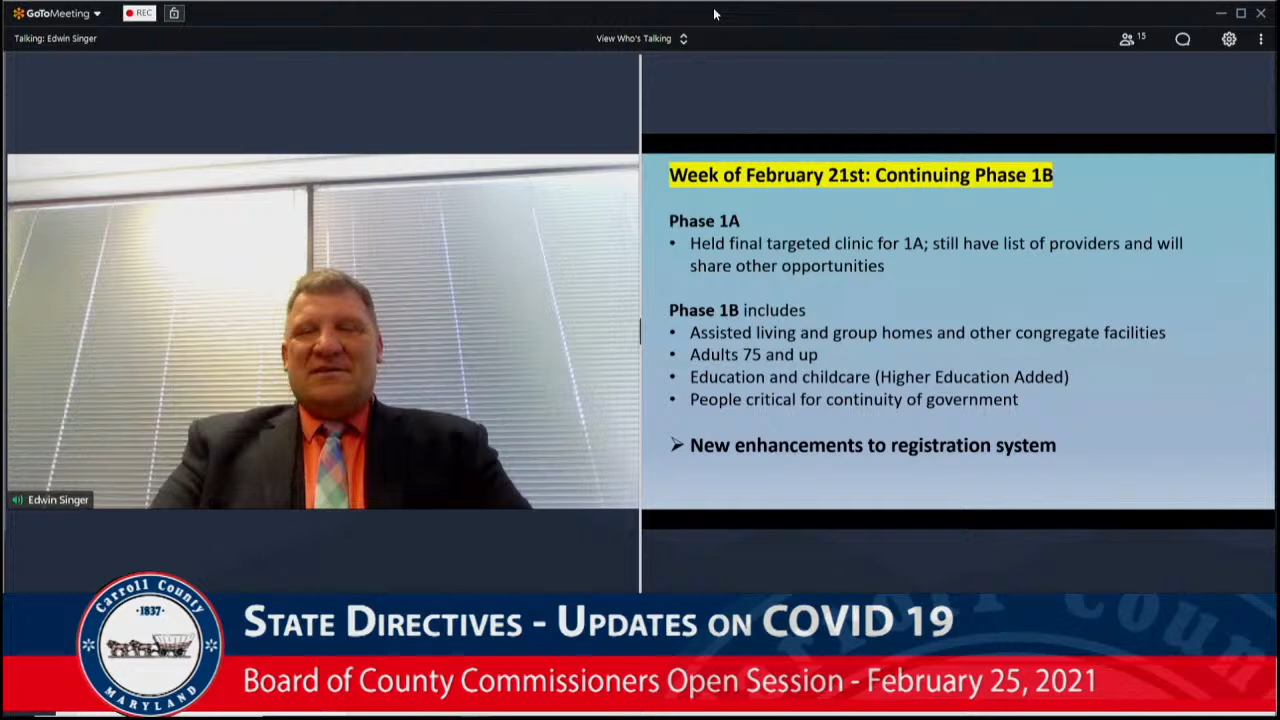 GoToMeeting
REC
Talking: Edwin Singer
View Who's Talking
15
Week of February 21st: Continuing Phase 1B
Phase 1A
• Held final targeted clinic for 1A; still have list of providers and will
share other opportunities
Phase 1B includes
• Assisted living and group homes and other congregate facilities
• Adults 75 and up
• Education and childcare (Higher Education Added)
• People critical for continuity of government
➢ New enhancements to registration system
Edwin Singer
Carroll County
·1837·
MARYLAND
STATE DIRECTIVES - UPDATES ON COVID 19
Board of County Commissioners Open Session - February 25, 2021